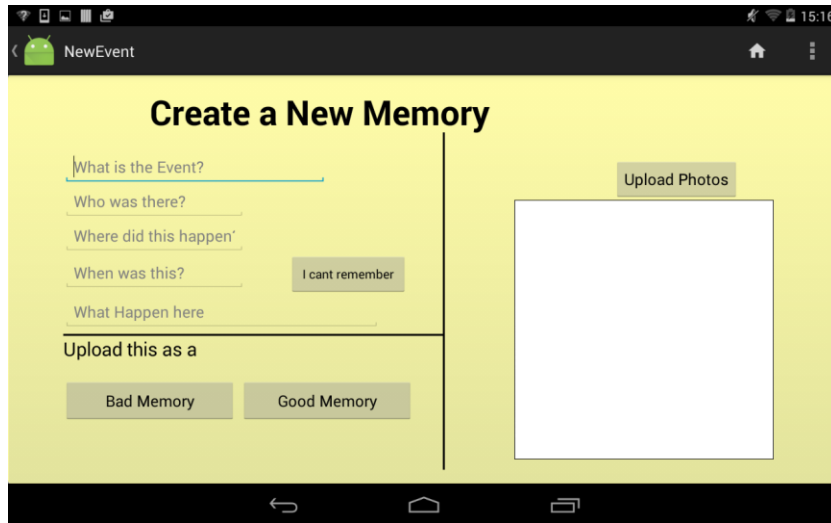 15:16
NewEvent
Create a New Memory
What is the Event?
Who was there?
Where did this happen'
When was this?
I cant remember
What Happen here
Upload this as a
Bad Memory Good Memory
Upload Photos